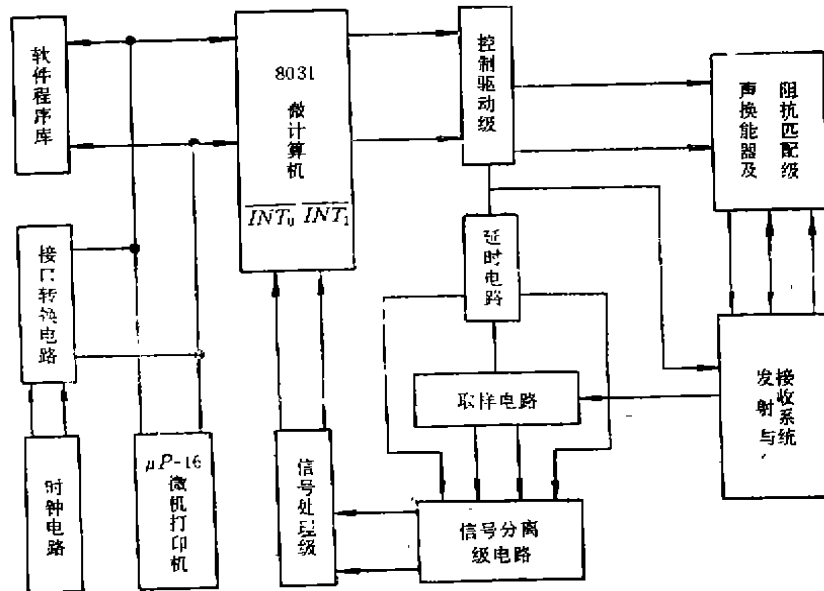 软件程序库
8031
微计算机
INT₀ INT₁
控制驱动级
声换能器及
阻抗匹配级
接口转换电路
延时电路
取样电路
发射与
接收系统
时钟电路
μP-16
微机打印机
信号处理级
信号分离
级电路